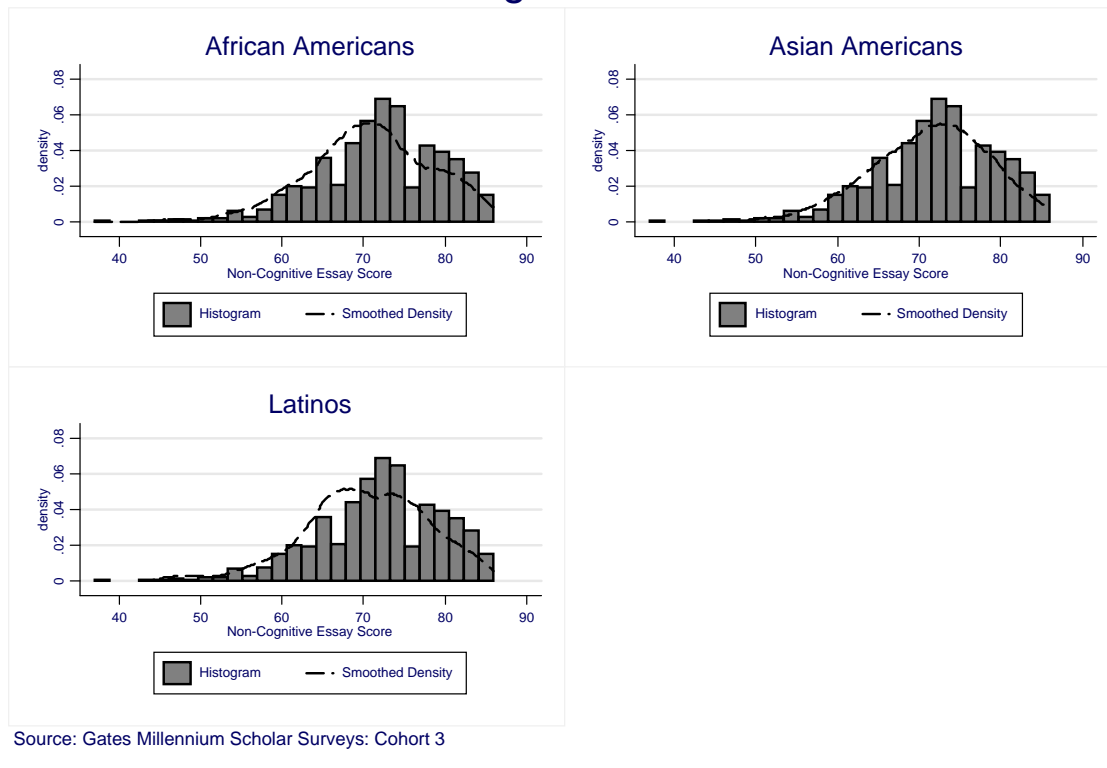 African Americans
.08
.06
.04
.02
0
density
40 50 60 70 80 90
Non-Cognitive Essay Score
Histogram Smoothed Density
Asian Americans
.08
.06
.04
.02
0
density
40 50 60 70 80 90
Non-Cognitive Essay Score
Histogram Smoothed Density
Latinos
.08
.06
.04
.02
0
density
40 50 60 70 80 90
Non-Cognitive Essay Score
Histogram Smoothed Density
Source: Gates Millennium Scholar Surveys: Cohort 3